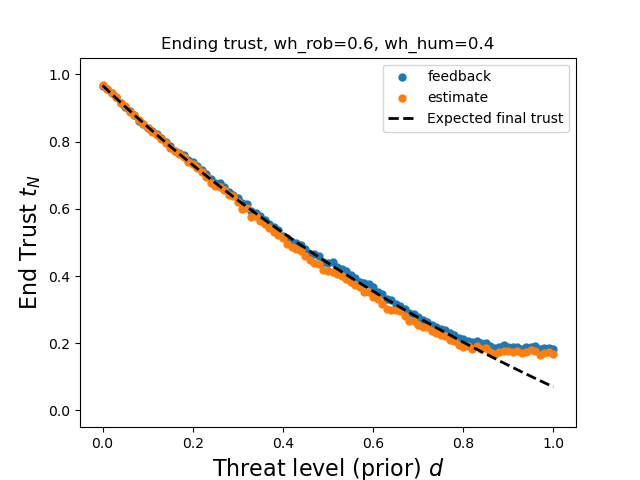 Ending trust, wh_rob=0.6, wh_hum=0.4
feedback
estimate
Expected final trust
End Trust $t_N$
1.0
0.8
0.6
0.4
0.2
0.0
0.0 0.2 0.4 0.6 0.8 1.0
Threat level (prior) $d$